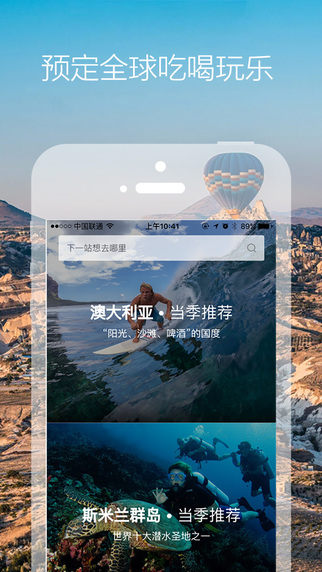 预定全球吃喝玩乐
中国联通 上午10:41 89%
下一站想去哪里
澳大利亚·当季推荐
“阳光、沙滩、啤酒”的国度
斯米兰群岛·当季推荐
世界十大潜水圣地之一